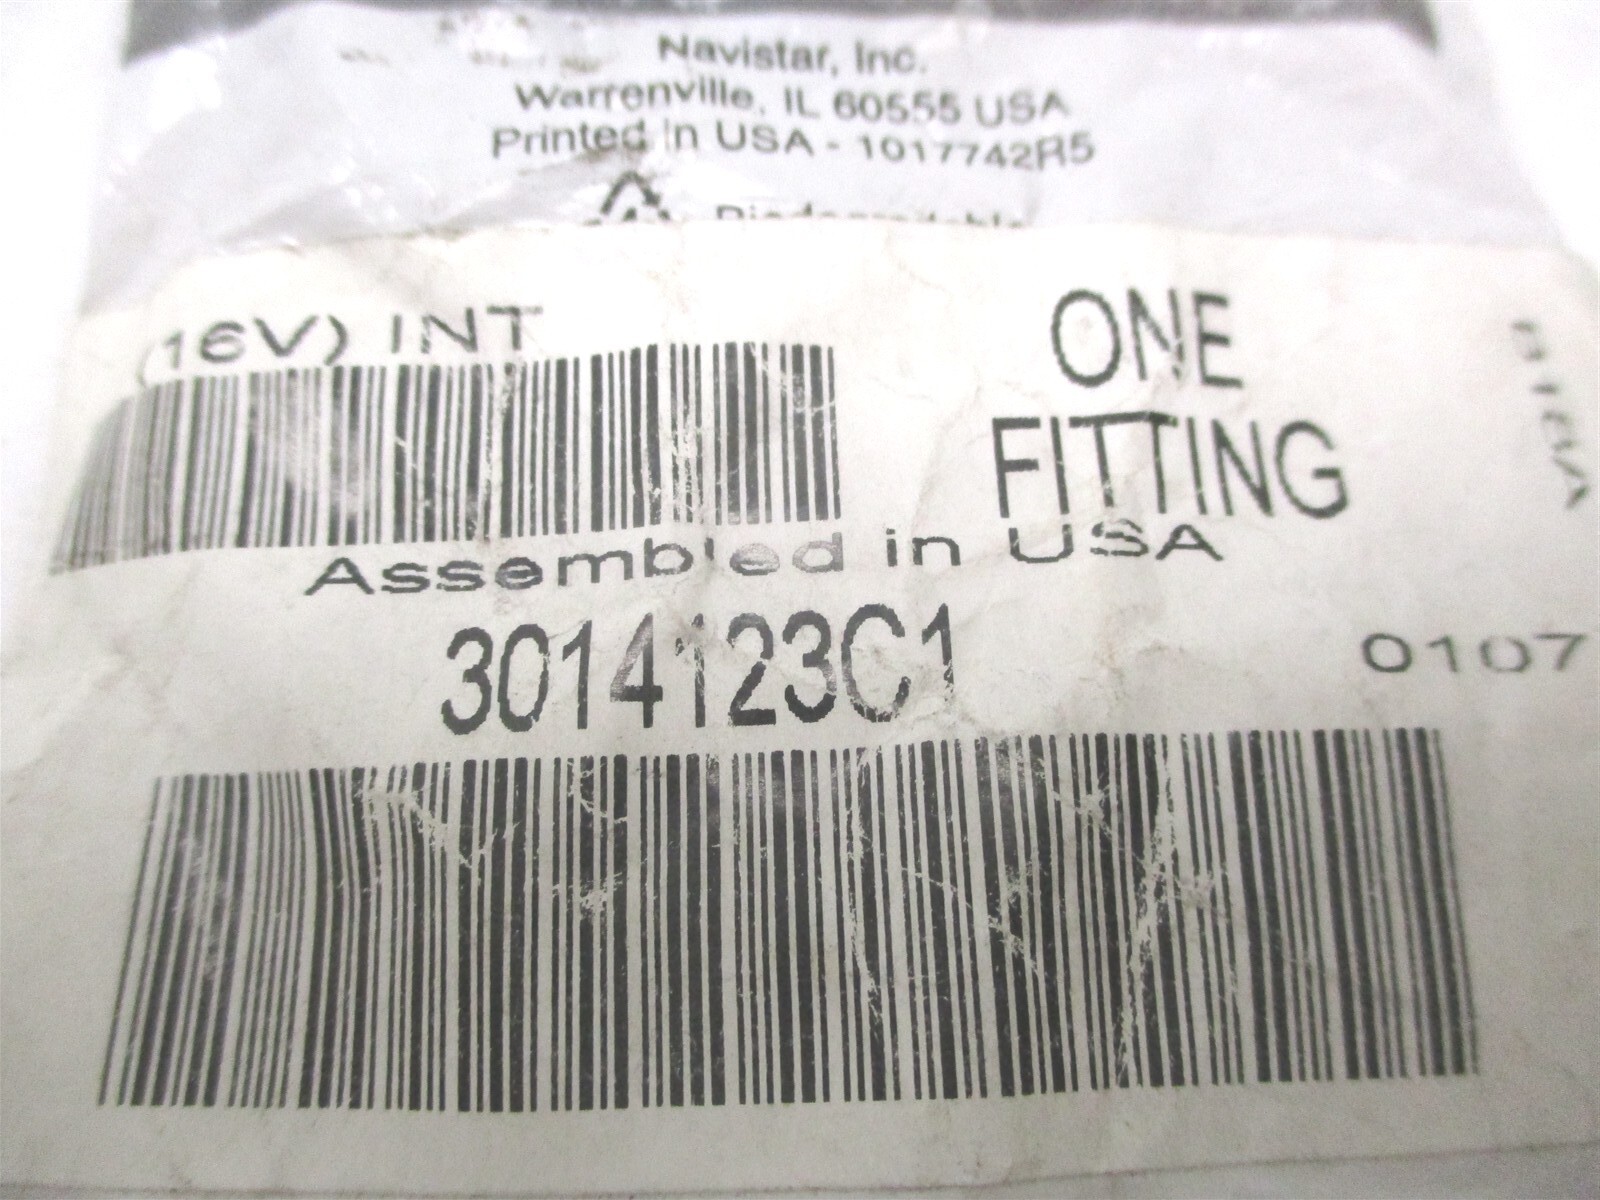 Navistar, Inc.
Warrenville, IL 60555 USA
Printed in USA - 1017742R5
(16V) INT
ONE
FITTING
Assembled in USA
3014123C1
0107